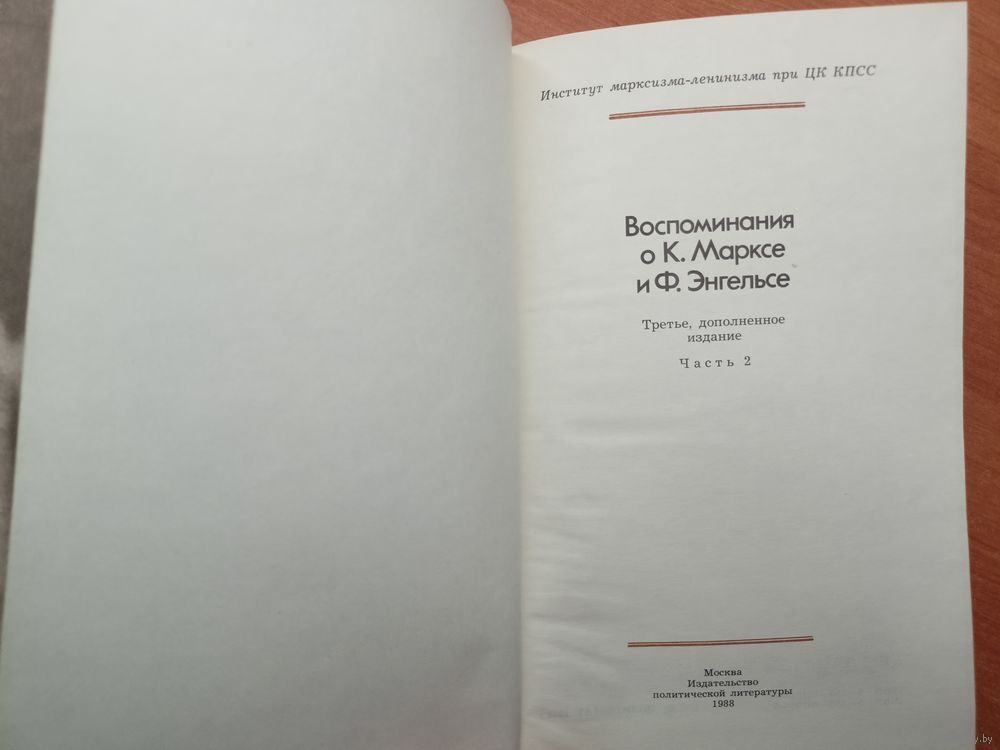 Институт марксизма-ленинизма при ЦК КПСС
Воспоминания
о К. Марксе
и Ф. Энгельсе
Третье, дополненное
издание
Часть 2
Москва
Издательство
политической литературы
1988